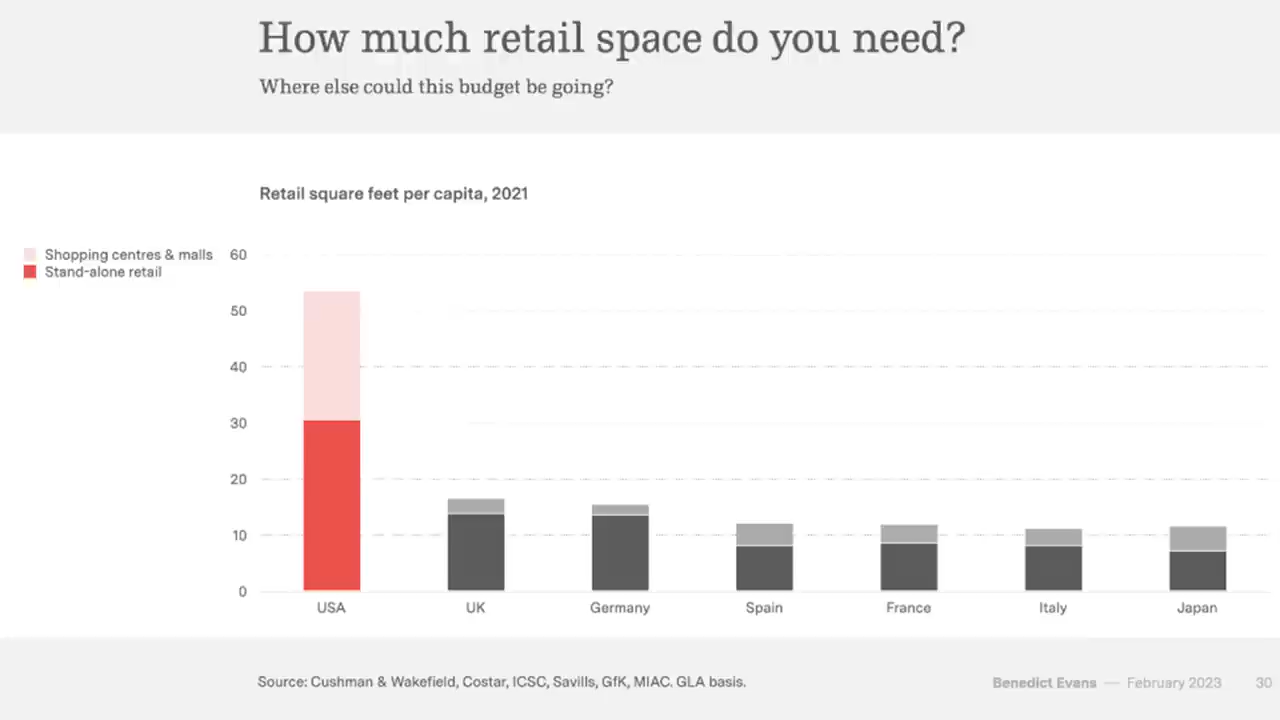 How much retail space do you need?
Where else could this budget be going?
Retail square feet per capita, 2021
Shopping centres & malls
Stand-alone retail
60
50
40
30
20
10
0
USA UK Germany Spain France Italy Japan
Source: Cushman & Wakefield, Costar, ICSC, Savills, GfK, MIAC. GLA basis.
Benedict Evans — February 2023 30